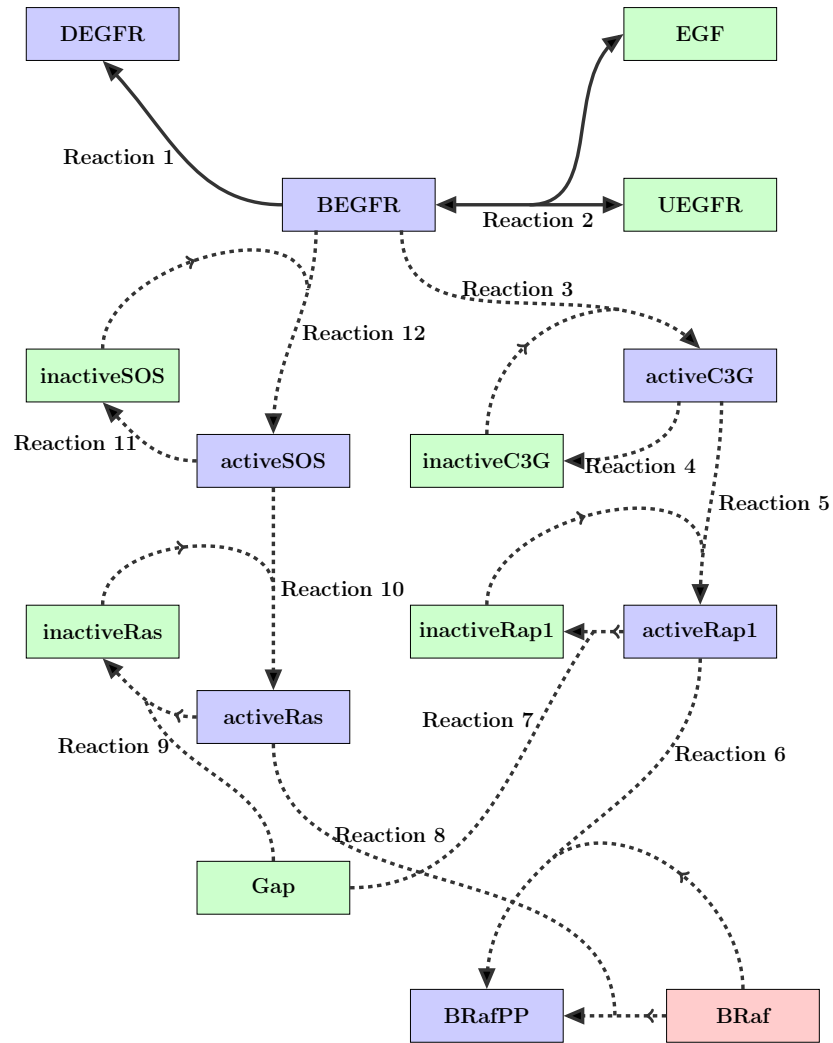 DEGFR
EGF
Reaction 1
BEGFR
UEGFR
Reaction 2
Reaction 3
Reaction 12
inactiveSOS
activeC3G
Reaction 11
activeSOS
inactiveC3G
Reaction 4
Reaction 5
Reaction 10
inactiveRas
inactiveRap1
activeRap1
activeRas
Reaction 7
Reaction 9
Reaction 6
Reaction 8
Gap
BRafPP
BRaf